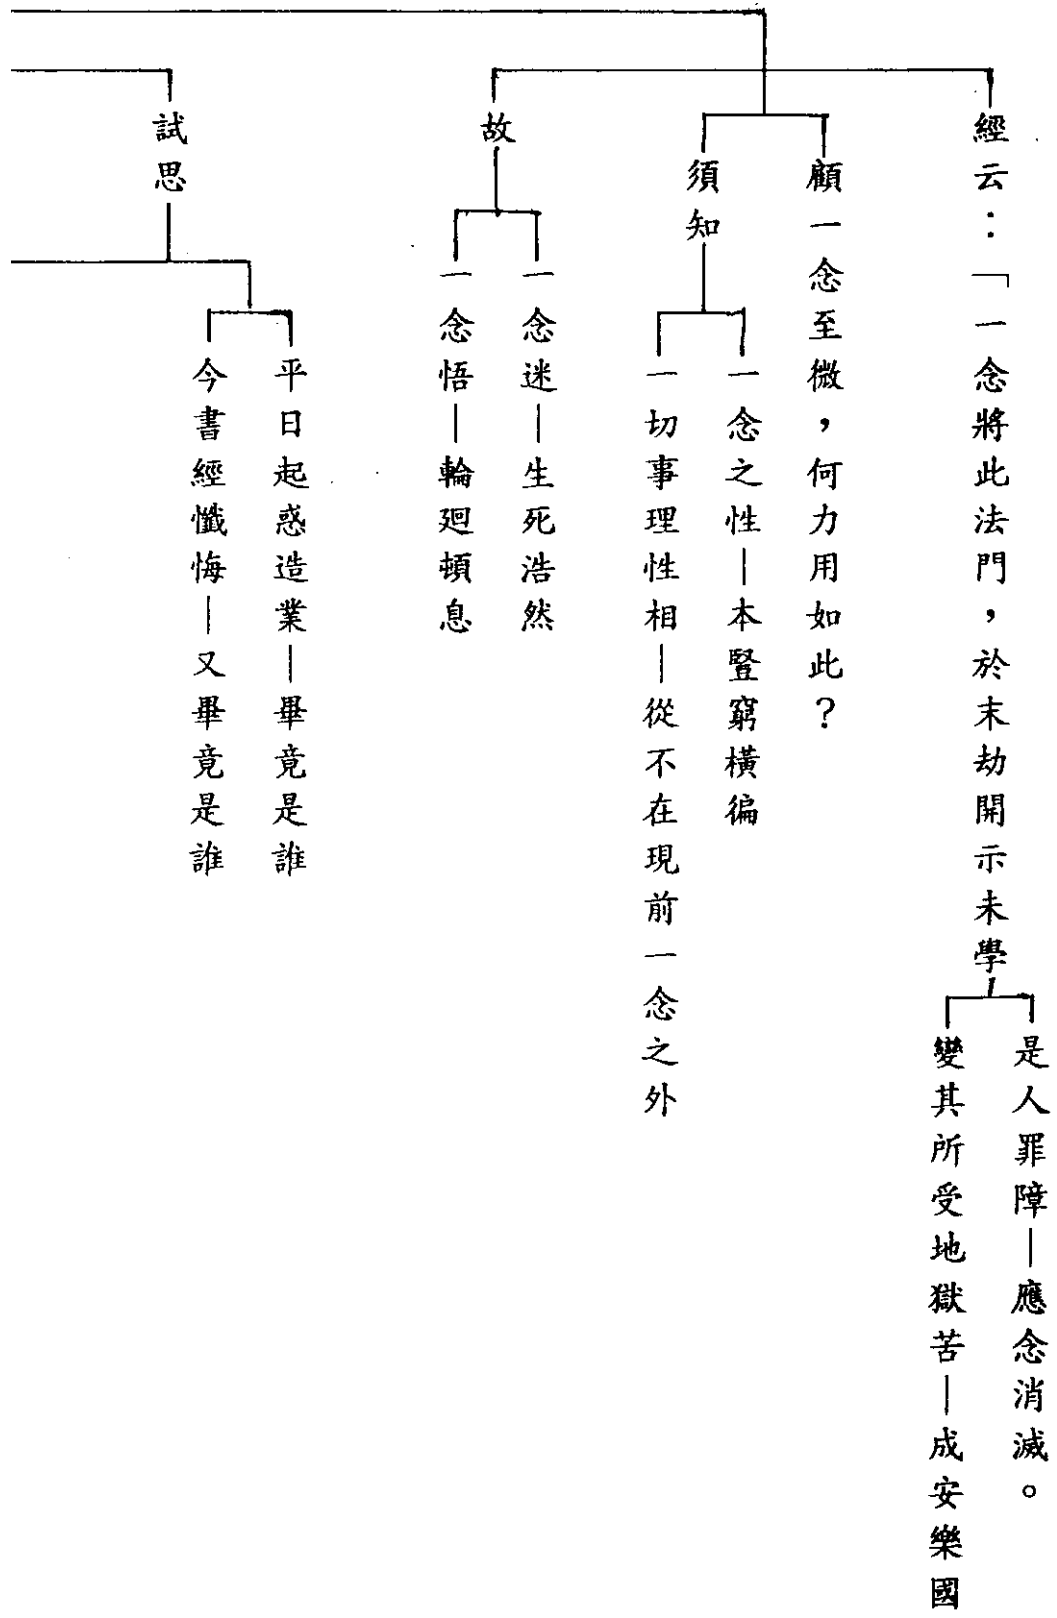 經云：「一念將此法門，於末劫開示未學
是人罪障—應念消滅。
變其所受地獄苦—成安樂國
顧一念至微，何力用如此？
須知
一念之性—本豎窮橫徧
一切事理性相—從不在現前一念之外
故
一念迷—生死浩然
一念悟—輪廻頓息
試思
平日起惑造業—畢竟是誰
今書經懺悔—又畢竟是誰